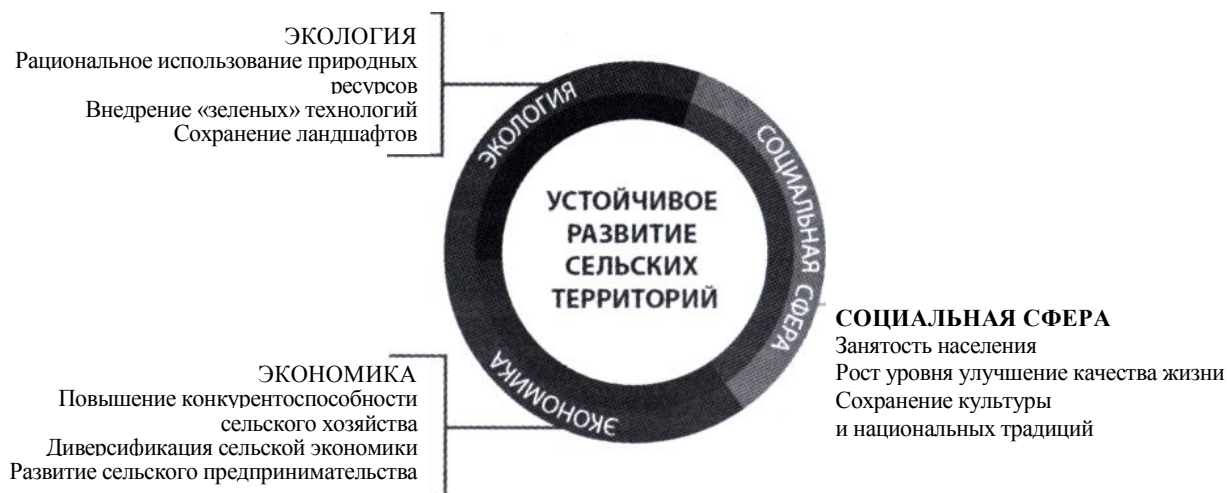 ЭКОЛОГИЯ
Рациональное использование природных
ресурсов
Внедрение «зеленых» технологий
Сохранение ландшафтов
ЭКОЛОГИЯ
СОЦИАЛЬНАЯ СФЕРА
ЭКОНОМИКА
УСТОЙЧИВОЕ
РАЗВИТИЕ
СЕЛЬСКИХ
ТЕРРИТОРИЙ
СОЦИАЛЬНАЯ СФЕРА
Занятость населения
Рост уровня улучшение качества жизни
Сохранение культуры
и национальных традиций
ЭКОНОМИКА
Повышение конкурентоспособности
сельского хозяйства
Диверсификация сельской экономики
Развитие сельского предпринимательства